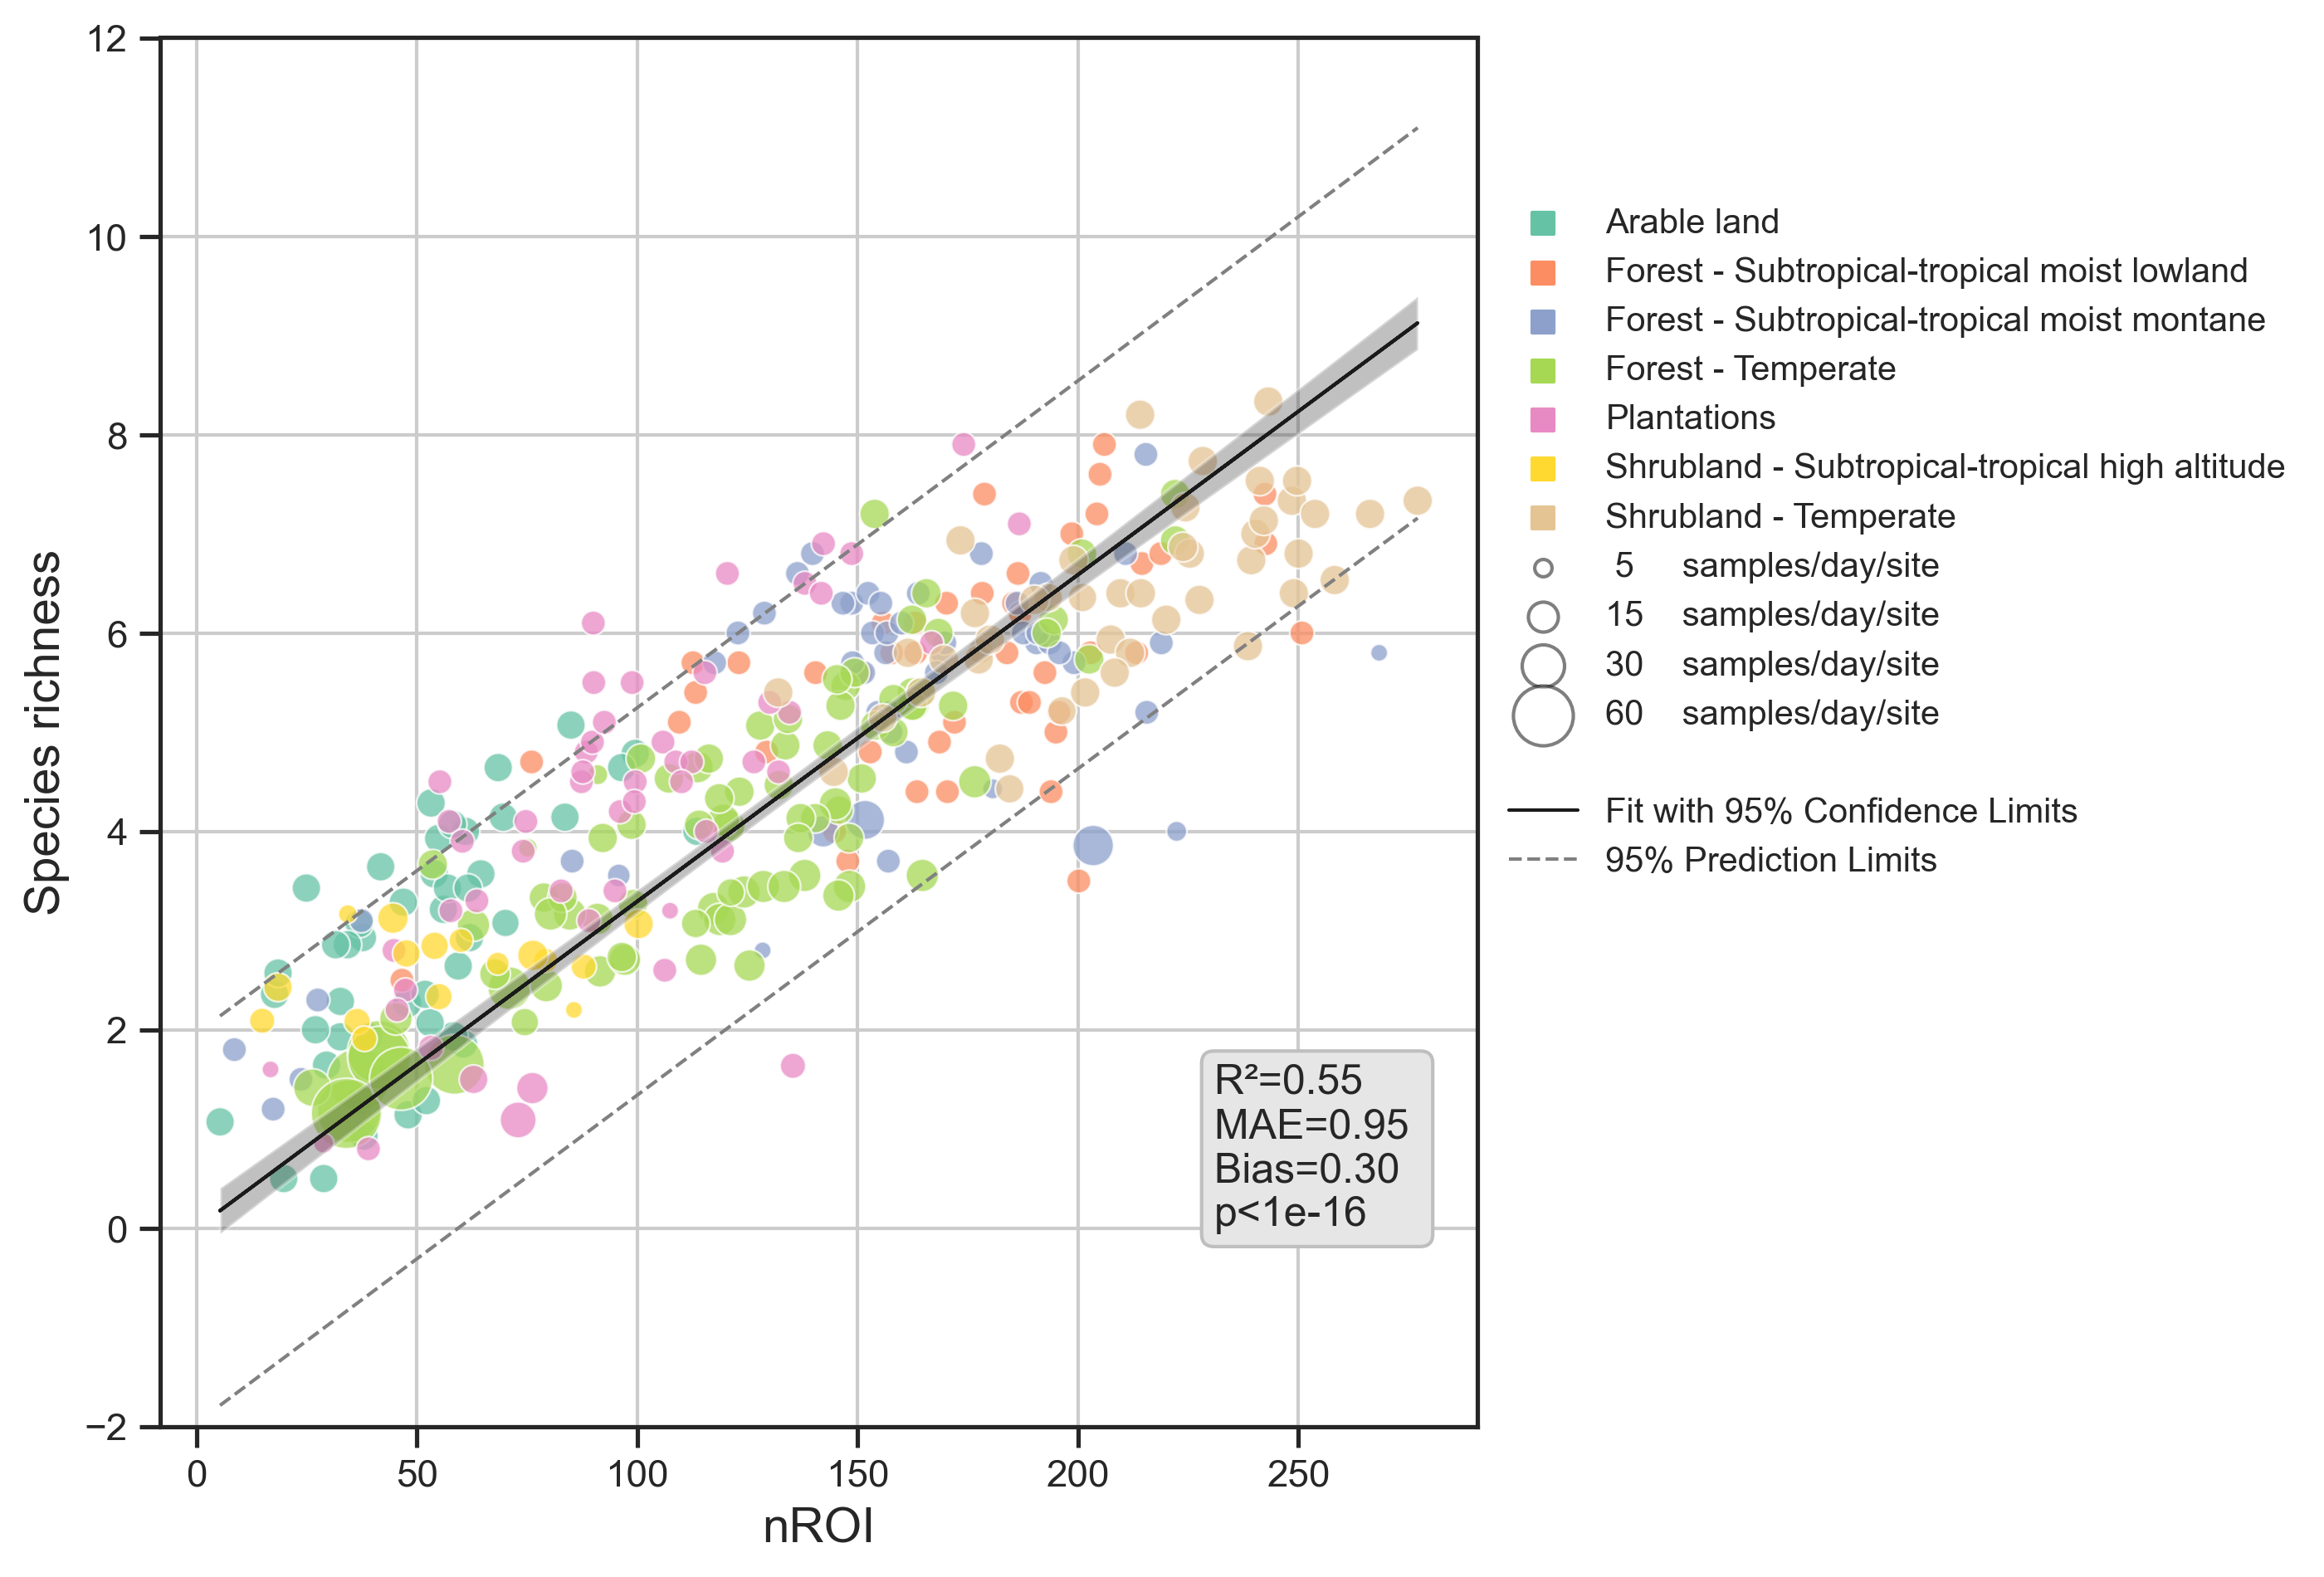 12
10
8
6
4
2
0
−2
Species richness
0 50 100 150 200 250
nROI
R²=0.55
MAE=0.95
Bias=0.30
p<1e-16
Arable land
Forest - Subtropical-tropical moist lowland
Forest - Subtropical-tropical moist montane
Forest - Temperate
Plantations
Shrubland - Subtropical-tropical high altitude
Shrubland - Temperate
5 samples/day/site
15 samples/day/site
30 samples/day/site
60 samples/day/site
Fit with 95% Confidence Limits
95% Prediction Limits